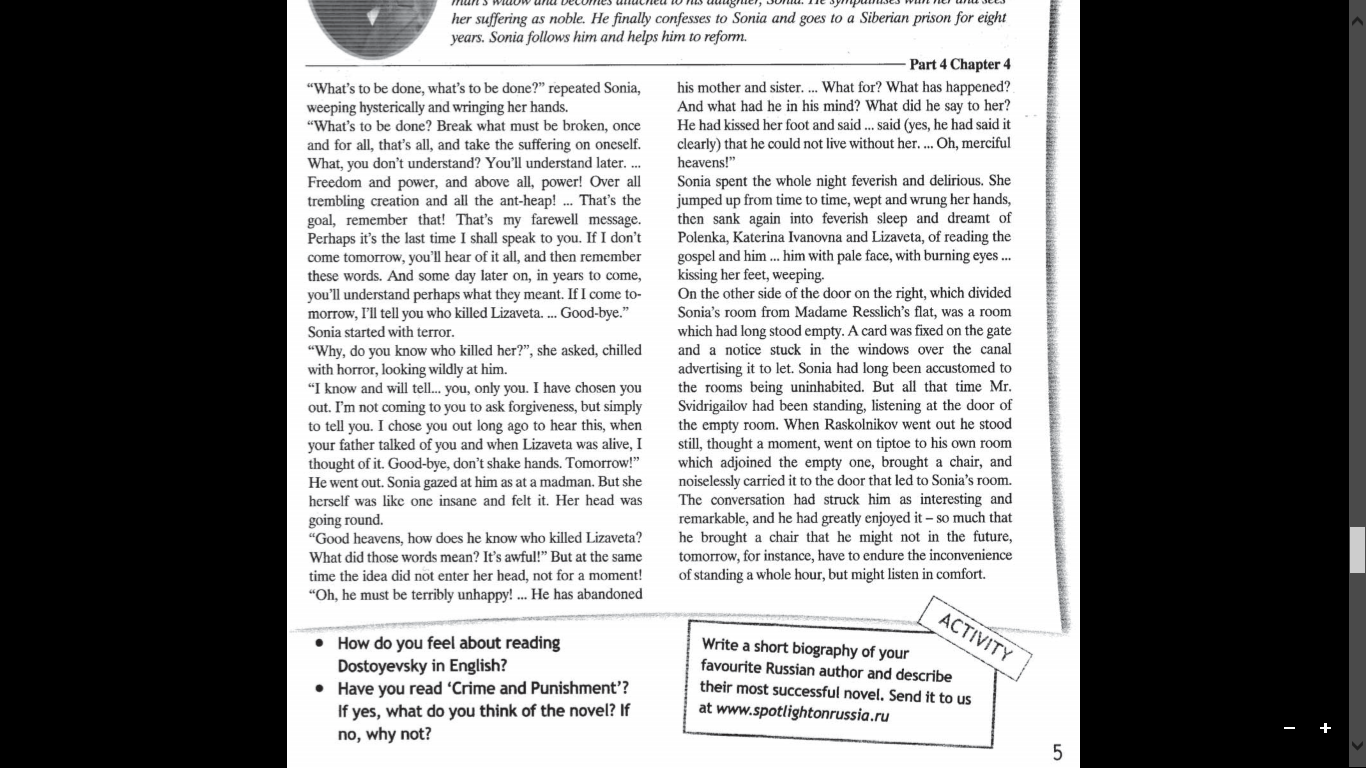 man's widow and becomes attached to his daughter, Sonia. He sympathises with her and sees
her suffering as noble. He finally confesses to Sonia and goes to a Siberian prison for eight
years. Sonia follows him and helps him to reform.
Part 4 Chapter 4
“What's to be done, what's to be done?” repeated Sonia,
weeping hysterically and wringing her hands.
“What's to be done? Break what must be broken, once
and for all, that's all, and take the suffering on oneself.
What, you don't understand? You'll understand later. ...
Freedom and power, and above all, power! Over all
trembling creation and all the ant-heap! ... That's the
goal, remember that! That's my farewell message.
Perhaps it's the last time I shall speak to you. If I don't
come tomorrow, you'll hear of it all, and then remember
these words. And some day later on, in years to come,
you'll understand perhaps what they meant. If I come to-
morrow, I'll tell you who killed Lizaveta. ... Good-bye.”
Sonia started with terror.
“Why, do you know who killed her?”, she asked, chilled
with horror, looking wildly at him.
“I know and will tell... you, only you. I have chosen you
out. I'm not coming to you to ask forgiveness, but simply
to tell you. I chose you out long ago to hear this, when
your father talked of you and when Lizaveta was alive, I
thought of it. Good-bye, don't shake hands. Tomorrow!”
He went out. Sonia gazed at him as at a madman. But she
herself was like one insane and felt it. Her head was
going round.
“Good heavens, how does he know who killed Lizaveta?
What did those words mean? It's awful!” But at the same
time the idea did not enter her head, not for a moment!
“Oh, he must be terribly unhappy! ... He has abandoned
his mother and sister. ... What for? What has happened?
And what had he in his mind? What did he say to her?
He had kissed her foot and said ... said (yes, he had said it
clearly) that he could not live without her. ... Oh, merciful
heavens!”
Sonia spent the whole night feverish and delirious. She
jumped up from time to time, wept and wrung her hands,
then sank again into feverish sleep and dreamt of
Polenka, Katerina Ivanovna and Lizaveta, of reading the
gospel and him ... him with pale face, with burning eyes ...
kissing her feet, weeping.
On the other side of the door on the right, which divided
Sonia's room from Madame Resslich's flat, was a room
which had long stood empty. A card was fixed on the gate
and a notice stuck in the windows over the canal
advertising it to let. Sonia had long been accustomed to
the rooms being uninhabited. But all that time Mr.
Svidrigailov had been standing, listening at the door of
the empty room. When Raskolnikov went out he stood
still, thought a moment, went on tiptoe to his own room
which adjoined the empty one, brought a chair, and
noiselessly carried it to the door that led to Sonia's room.
The conversation had struck him as interesting and
remarkable, and he had greatly enjoyed it – so much that
he brought a chair that he might not in the future,
tomorrow, for instance, have to endure the inconvenience
of standing a whole hour, but might listen in comfort.
• How do you feel about reading
Dostoyevsky in English?
• Have you read ‘Crime and Punishment’?
If yes, what do you think of the novel? If
no, why not?
ACTIVITY
Write a short biography of your
favourite Russian author and describe
their most successful novel. Send it to us
at www.spotlightonrussia.ru
5